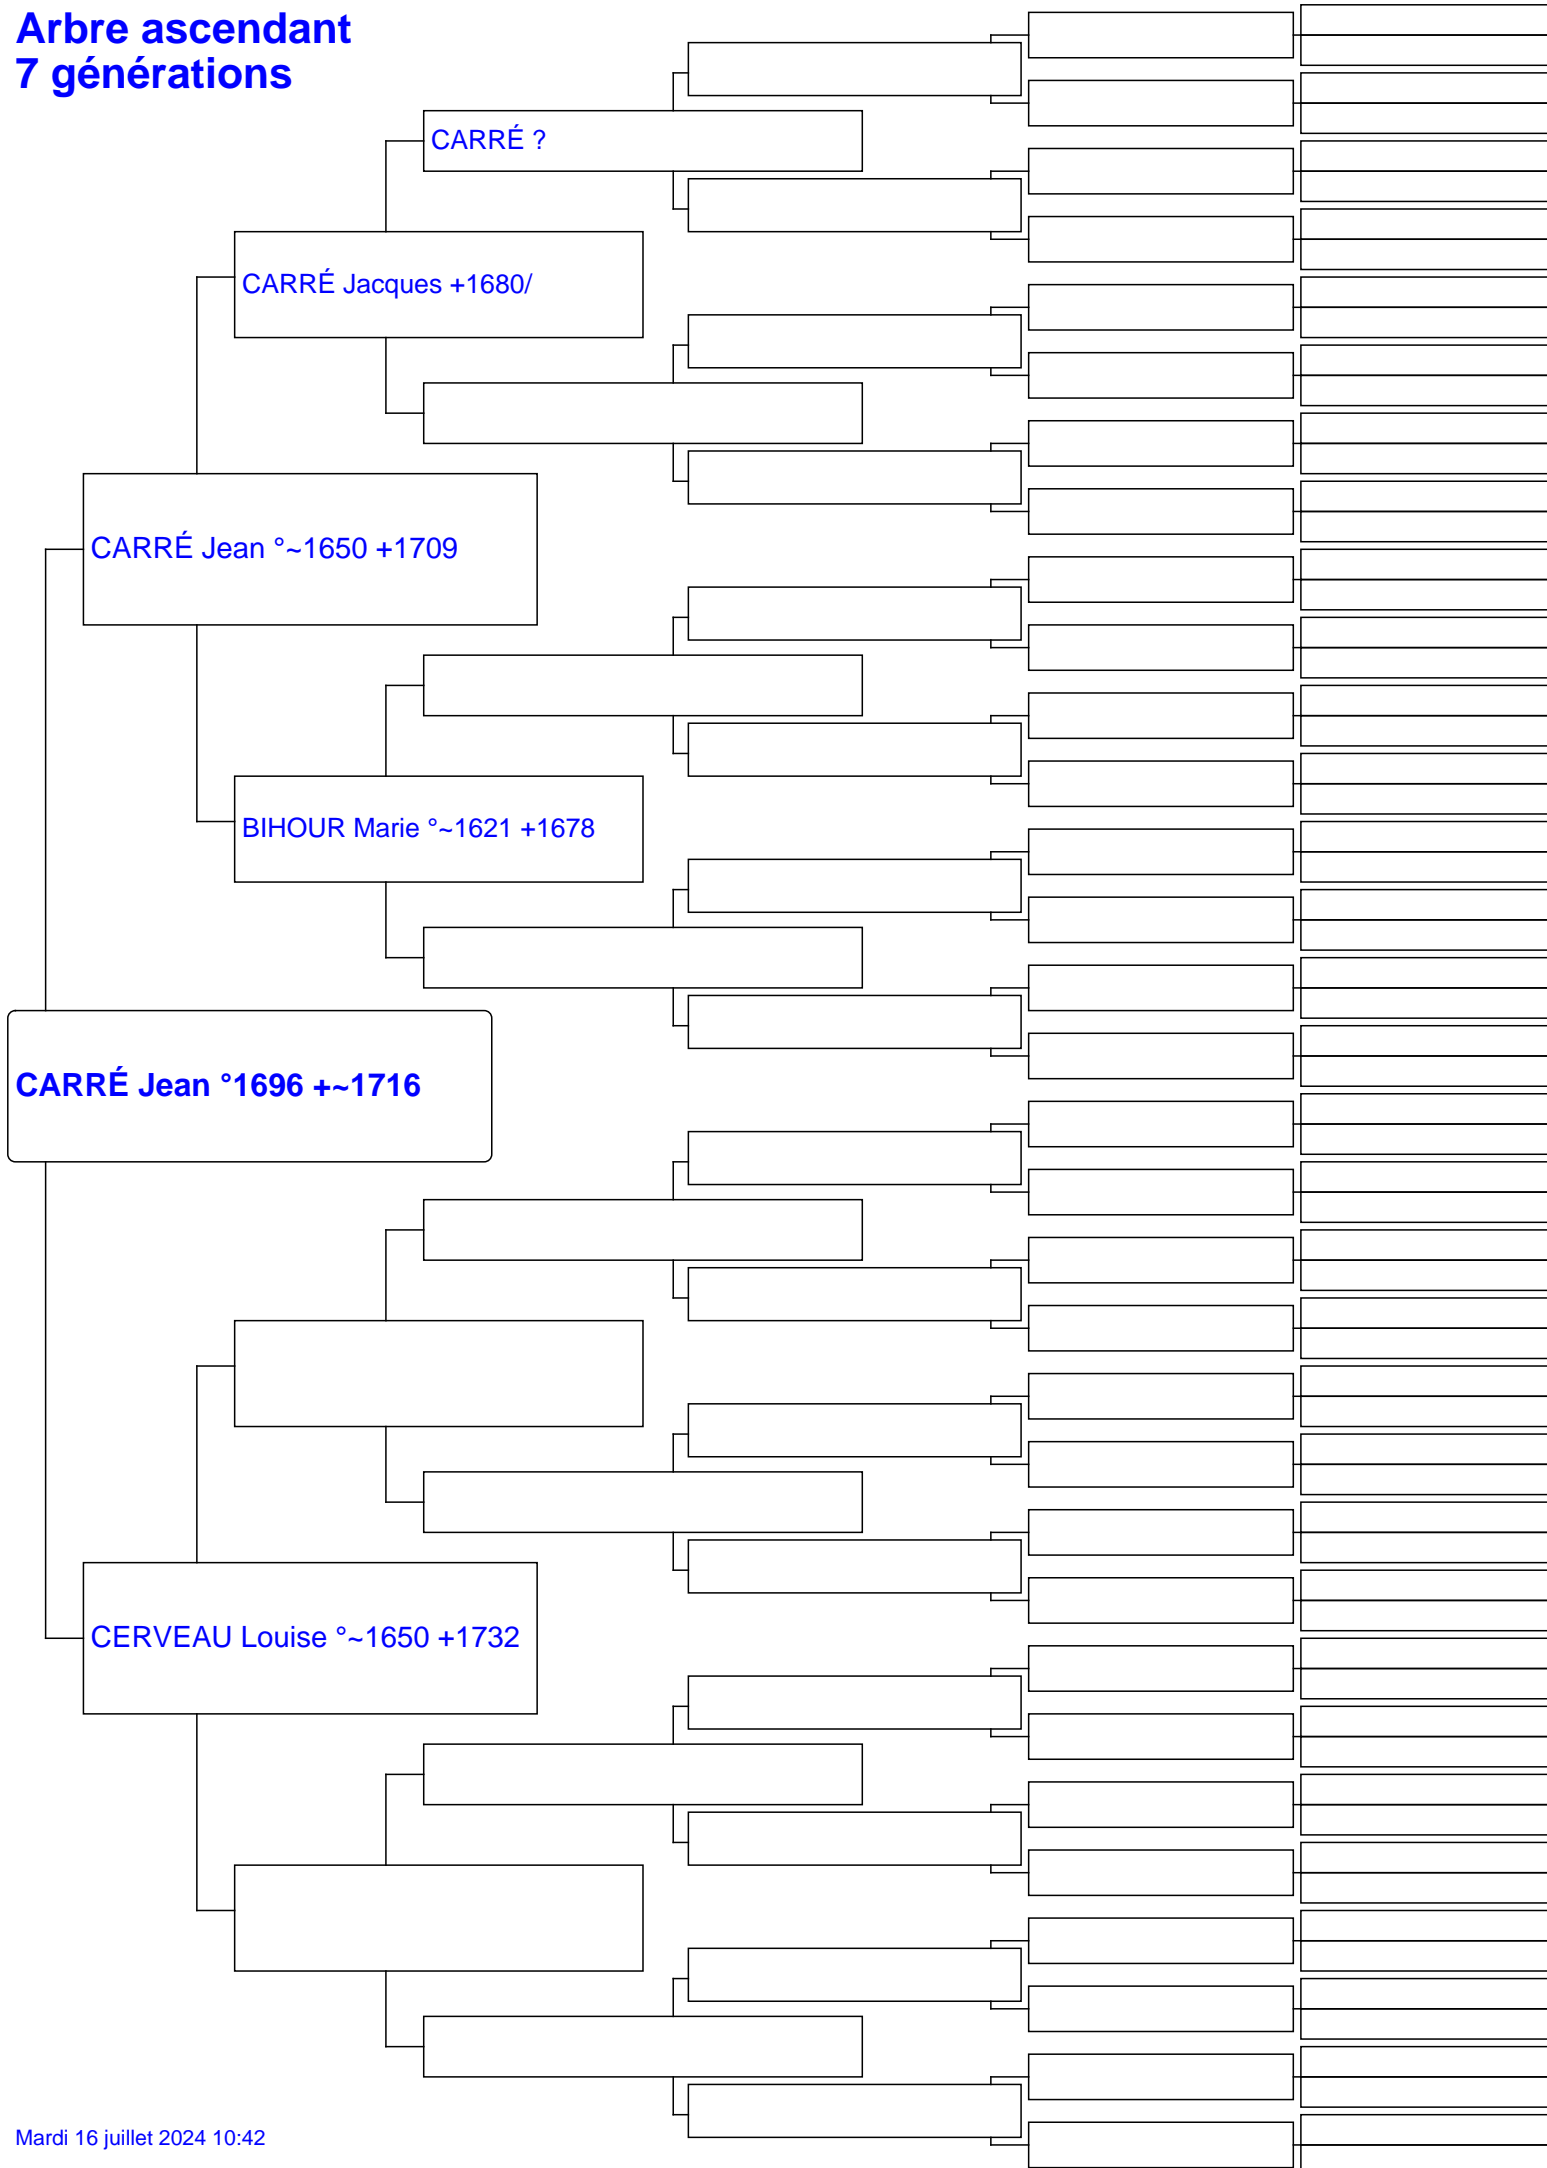 Arbre ascendant
7 générations
CARRÉ ?
CARRÉ Jacques +1680/
CARRÉ Jean °~1650 +1709
BIHOUR Marie °~1621 +1678
CARRÉ Jean °1696 +~1716
CERVEAU Louise °~1650 +1732
Mardi 16 juillet 2024 10:42